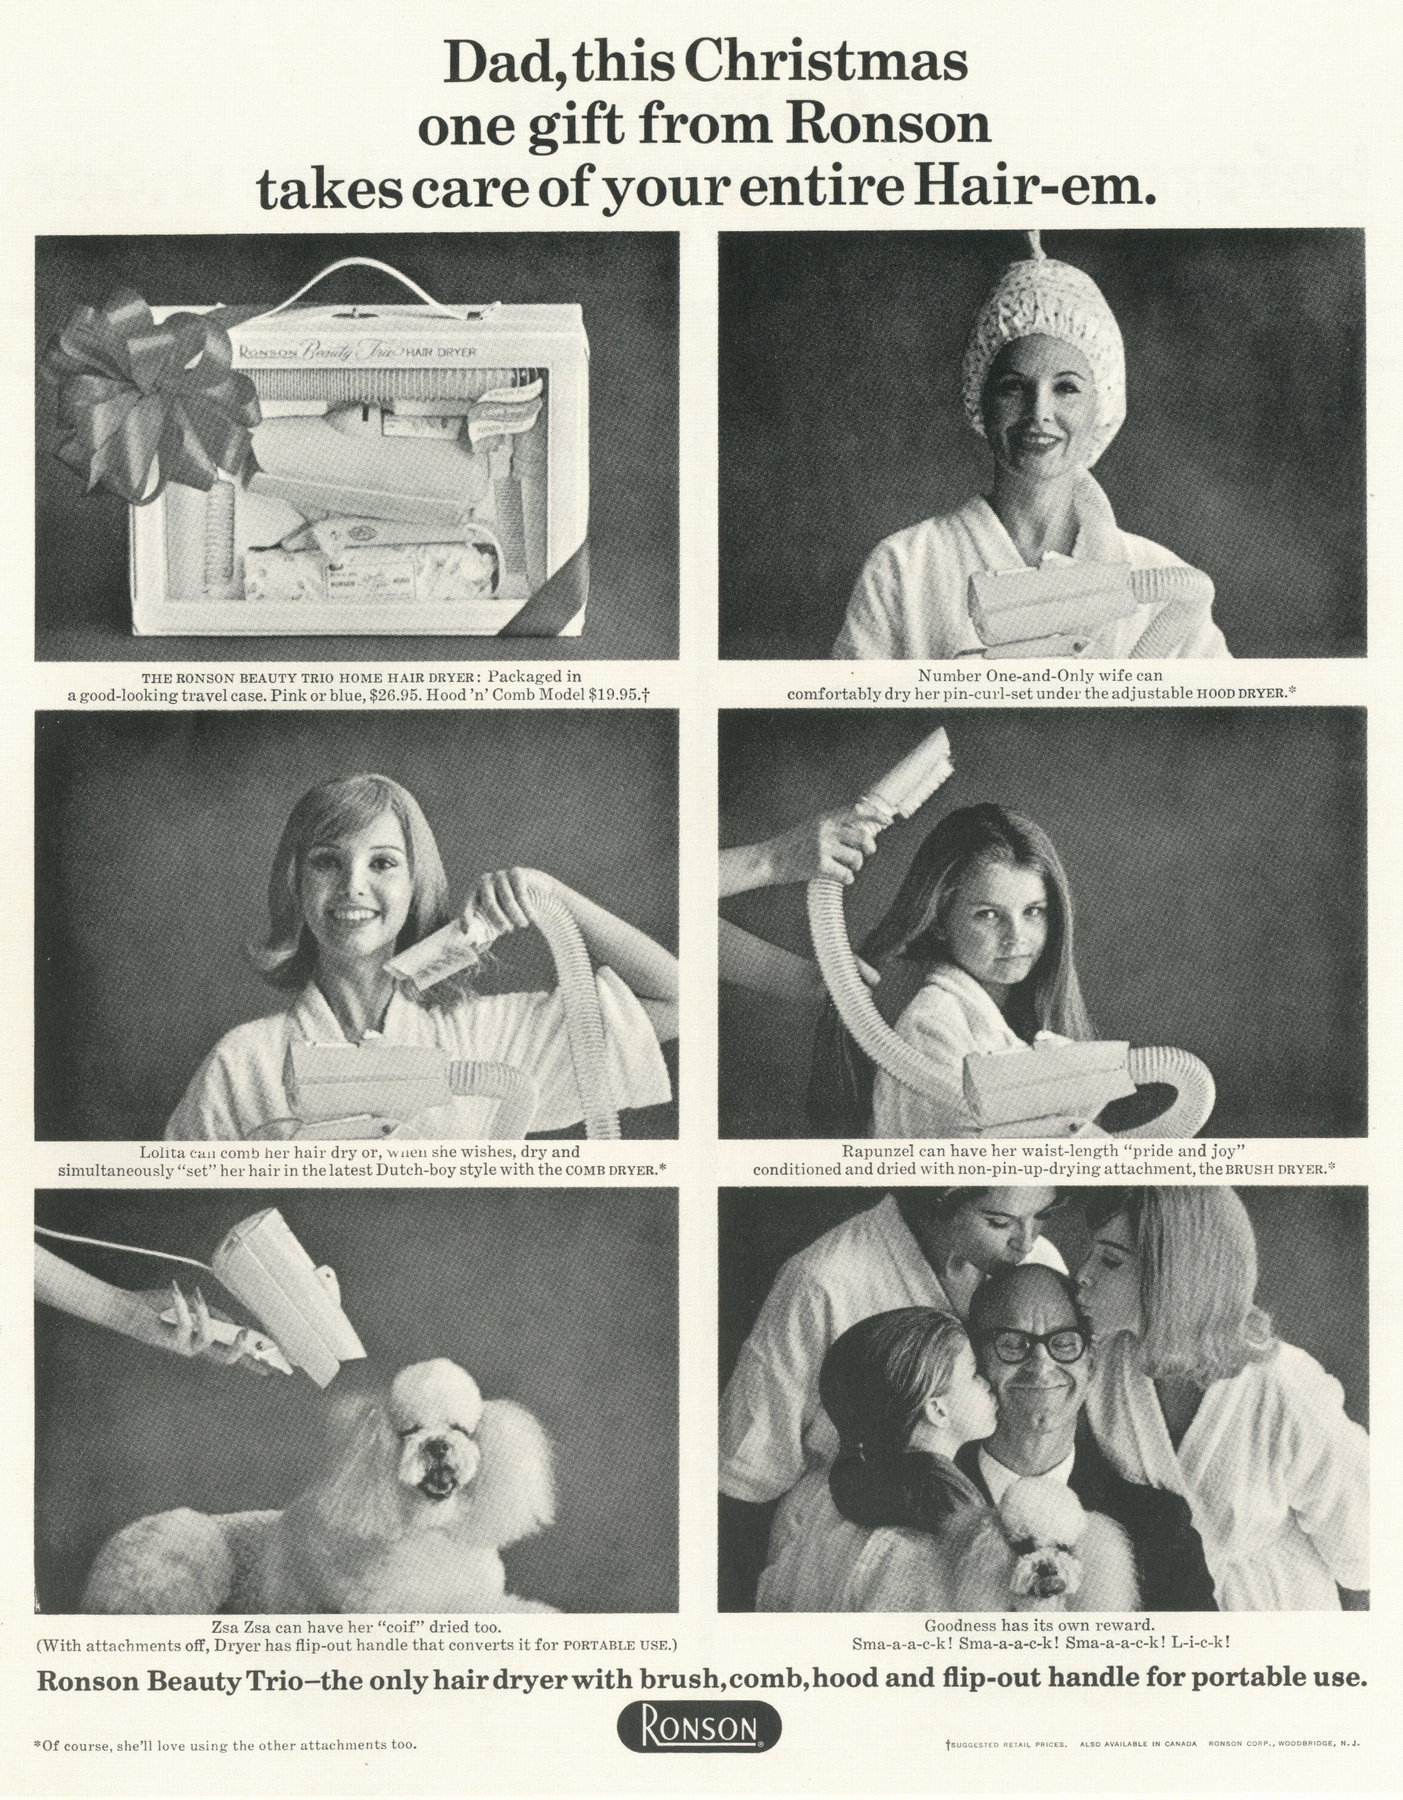 Dad, this Christmas
one gift from Ronson
takes care of your entire Hair-em.
RONSON Beauty Trio HAIR DRYER
THE RONSON BEAUTY TRIO HOME HAIR DRYER: Packaged in
a good-looking travel case. Pink or blue, $26.95. Hood 'n' Comb Model $19.95.†
Number One-and-Only wife can
comfortably dry her pin-curl-set under the adjustable HOOD DRYER.*
Lolita can comb her hair dry or, when she wishes, dry and
simultaneously "set" her hair in the latest Dutch-boy style with the COMB DRYER.*
Rapunzel can have her waist-length "pride and joy"
conditioned and dried with non-pin-up-drying attachment, the BRUSH DRYER.*
Zsa Zsa can have her "coif" dried too.
(With attachments off, Dryer has flip-out handle that converts it for PORTABLE USE.)
Goodness has its own reward.
Sma-a-a-c-k! Sma-a-a-c-k! Sma-a-a-c-k! L-i-c-k!
Ronson Beauty Trio—the only hair dryer with brush, comb, hood and flip-out handle for portable use.
RONSON®
*Of course, she'll love using the other attachments too.
†SUGGESTED RETAIL PRICES. ALSO AVAILABLE IN CANADA RONSON CORP., WOODBRIDGE, N.J.